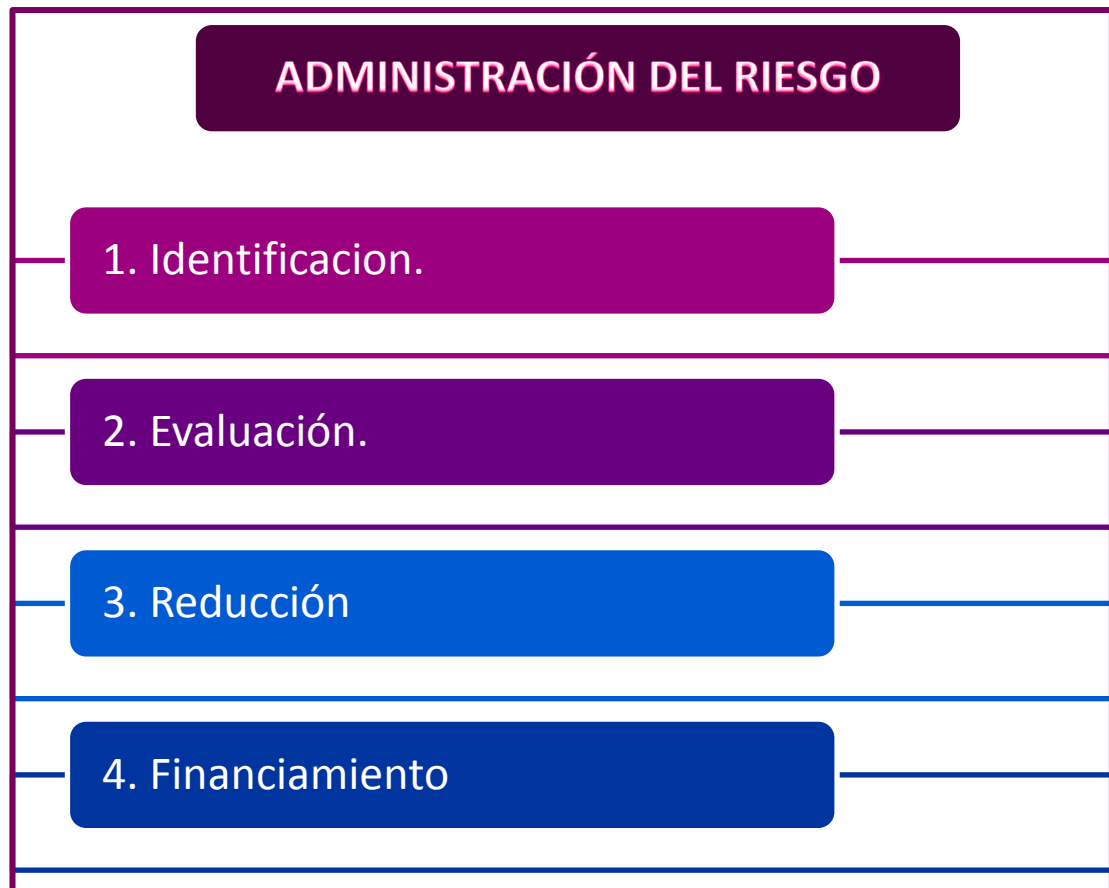 ADMINISTRACIÓN DEL RIESGO
1. Identificacion.
2. Evaluación.
3. Reducción
4. Financiamiento